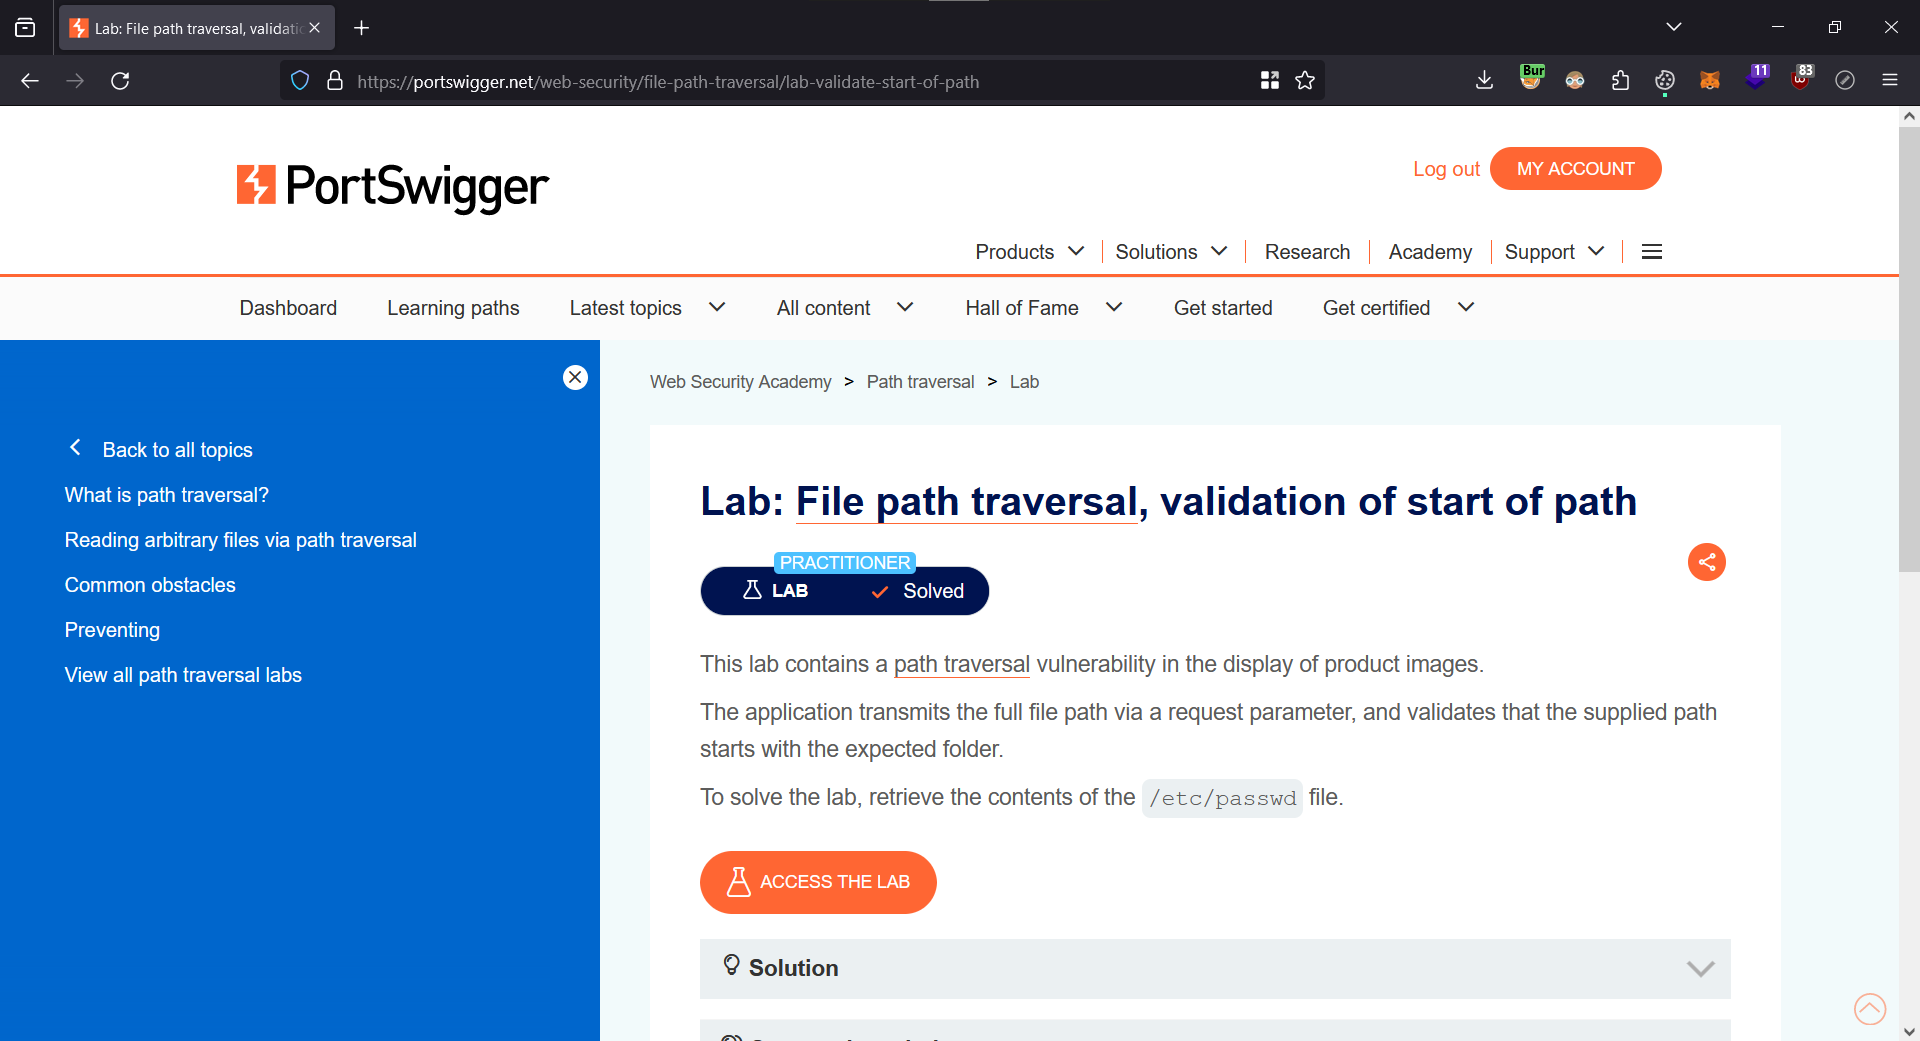 Lab: File path traversal, validatio
https://portswigger.net/web-security/file-path-traversal/lab-validate-start-of-path
Bur
11
83
PortSwigger
Log out
MY ACCOUNT
Products
Solutions
Research
Academy
Support
Dashboard
Learning paths
Latest topics
All content
Hall of Fame
Get started
Get certified
Back to all topics
What is path traversal?
Reading arbitrary files via path traversal
Common obstacles
Preventing
View all path traversal labs
Web Security Academy > Path traversal > Lab
Lab: File path traversal, validation of start of path
PRACTITIONER
LAB
Solved
This lab contains a path traversal vulnerability in the display of product images.
The application transmits the full file path via a request parameter, and validates that the supplied path
starts with the expected folder.
To solve the lab, retrieve the contents of the /etc/passwd file.
ACCESS THE LAB
Solution